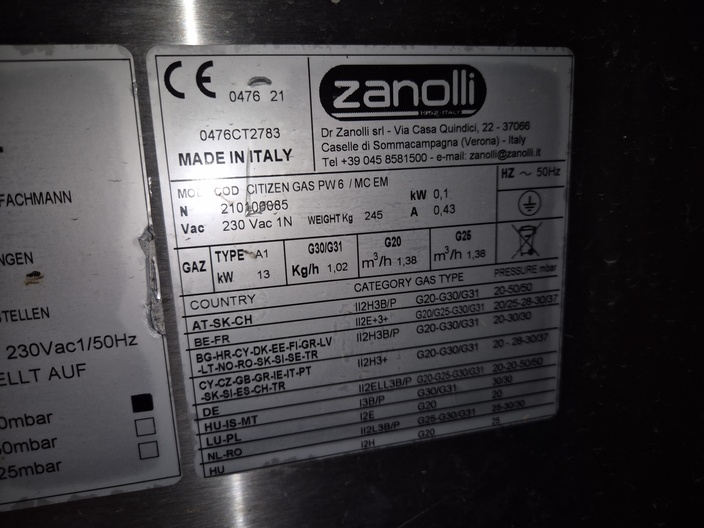 FACHMANN
NGEN
STELLEN
230Vac1/50Hz
ELLT AUF
0mbar
0mbar
25mbar
CE 0476 21
0476CT2783
MADE IN ITALY
zanolli
1952 ITALY
Dr Zanolli srl - Via Casa Quindici, 22 - 37066
Caselle di Sommacampagna (Verona) - Italy
Tel +39 045 8581500 - e-mail: zanolli@zanolli.it
MOD. COD CITIZEN GAS PW 6 / MC EM kW 0,1 HZ ~ 50Hz
N 210100085 A 0,43
Vac 230 Vac 1N WEIGHT Kg 245
GAZ TYPE A1 G30/G31 G20 G25
kW 13 Kg/h 1,02 m³/h 1,38 m³/h 1,38
COUNTRY CATEGORY GAS TYPE PRESSURE mbar
AT-SK-CH II2H3B/P G20-G30/G31 20-50/50
BE-FR II2E+3+ G20/G25-G30/G31 20/25-28-30/37
BG-HR-CY-DK-EE-FI-GR-LV II2H3B/P G20-G30/G31 20-30/30
-LT-NO-RO-SK-SI-SE-TR
CY-CZ-GB-GR-IE-IT-PT II2H3+ G20-G30/G31 20 - 28-30/37
-SK-SI-ES-CH-TR
DE II2ELL3B/P G20-G25-G30/G31 20-20-50/50
HU-IS-MT I3B/P G30/G31 30/30
LU-PL I2E G20 20
NL-RO II2L3B/P G25-G30/G31 25-30/30
HU I2H G20 25